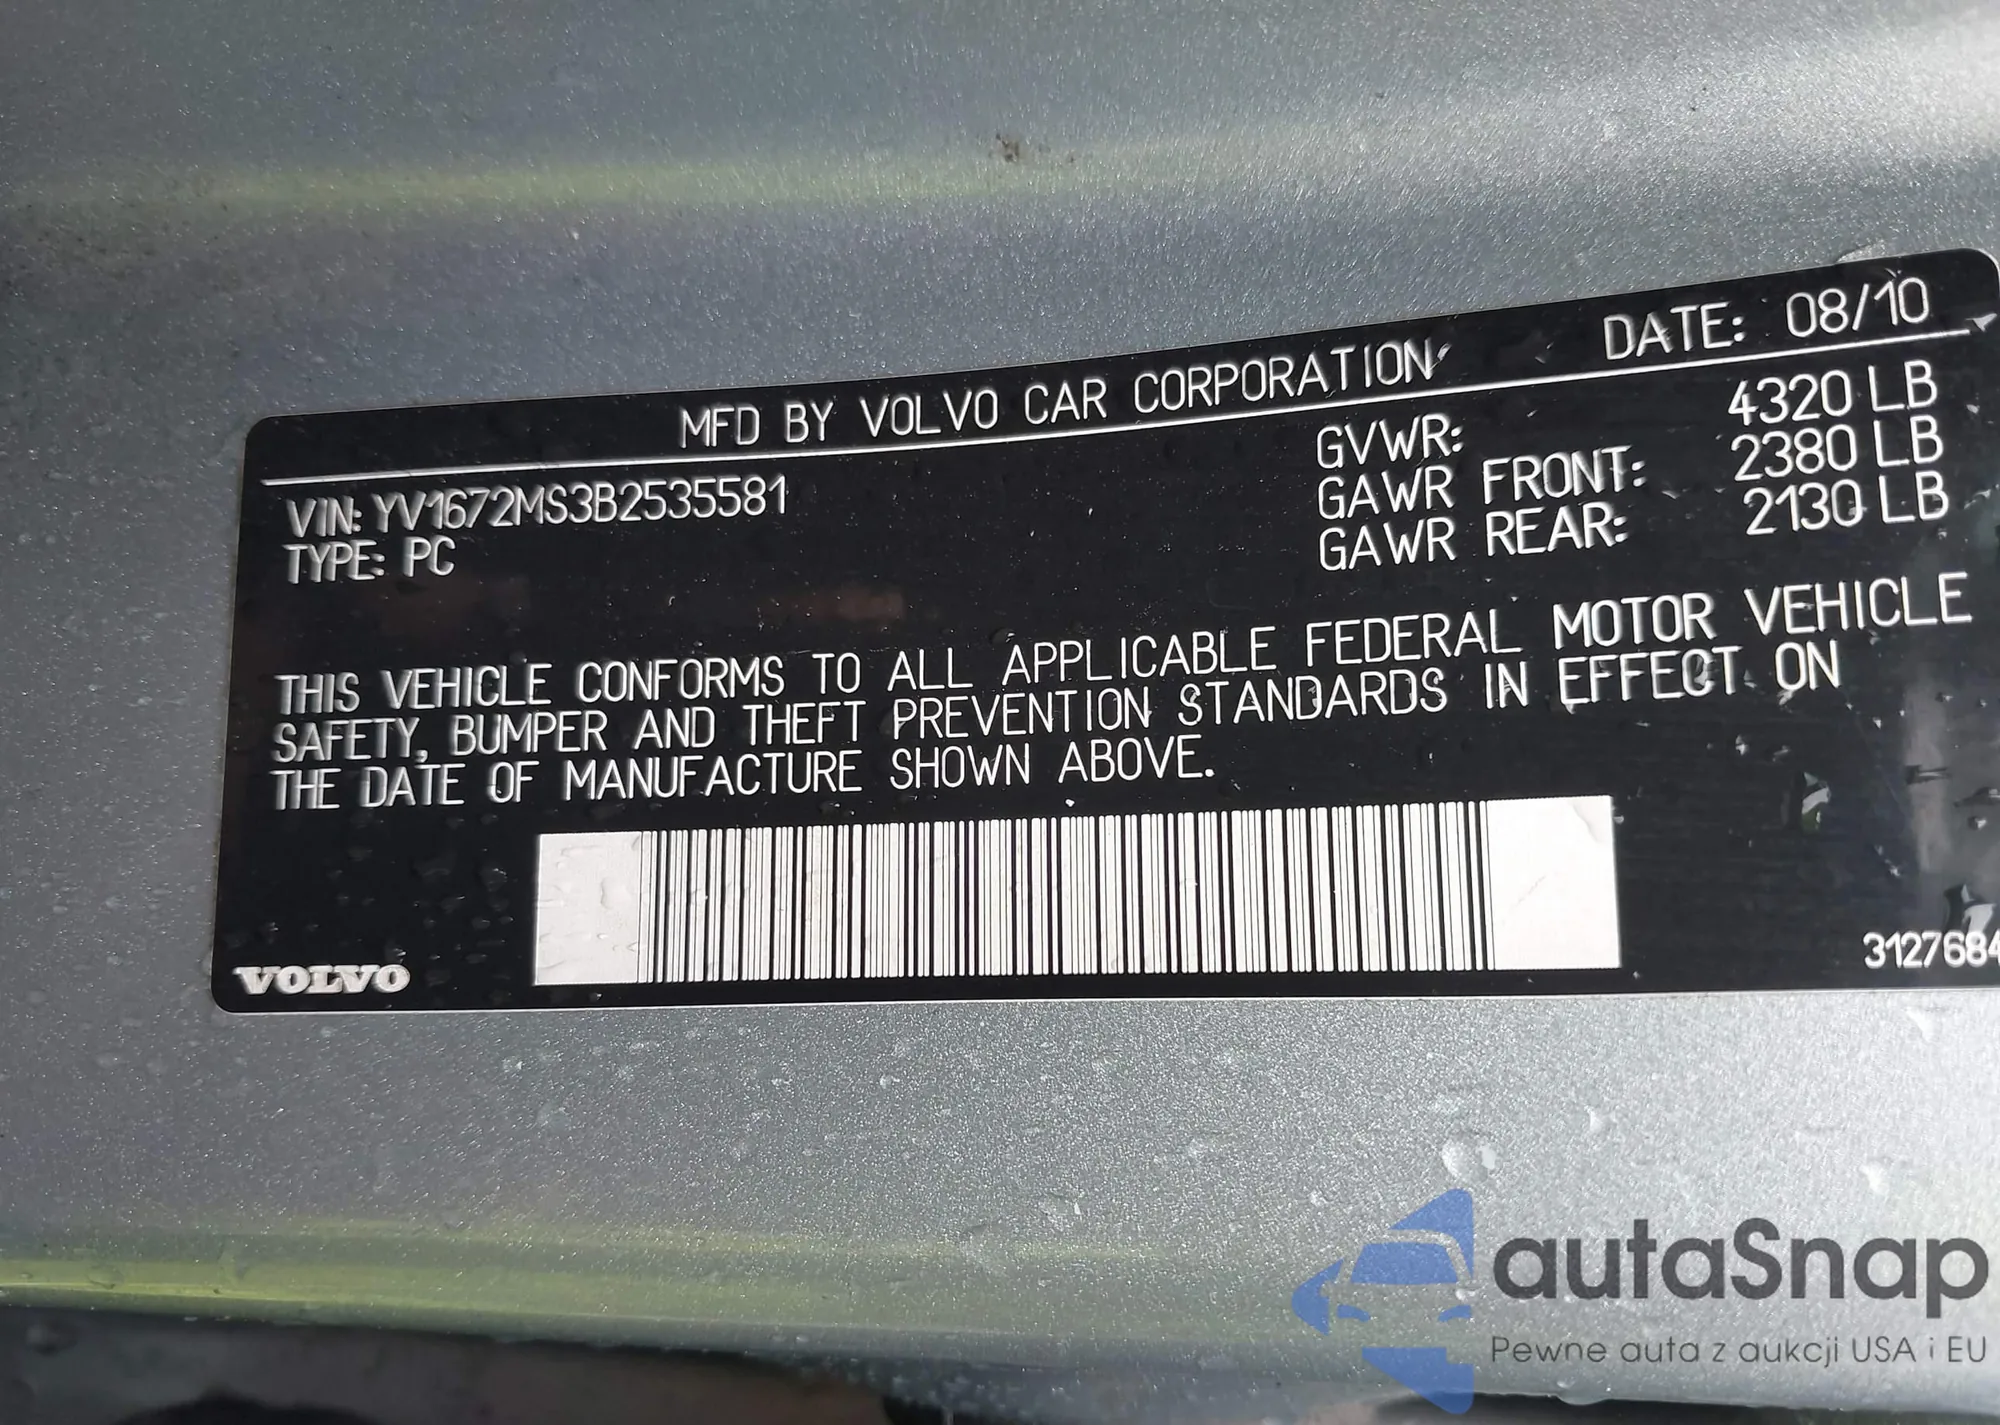 MFD BY VOLVO CAR CORPORATION DATE: 08/10
VIN: YV1672MS3B2535581
TYPE: PC
GVWR: 4320 LB
GAWR FRONT: 2380 LB
GAWR REAR: 2130 LB
THIS VEHICLE CONFORMS TO ALL APPLICABLE FEDERAL MOTOR VEHICLE
SAFETY, BUMPER AND THEFT PREVENTION STANDARDS IN EFFECT ON
THE DATE OF MANUFACTURE SHOWN ABOVE.
VOLVO
3127684
autaSnap
Pewne auta z aukcji USA i EU